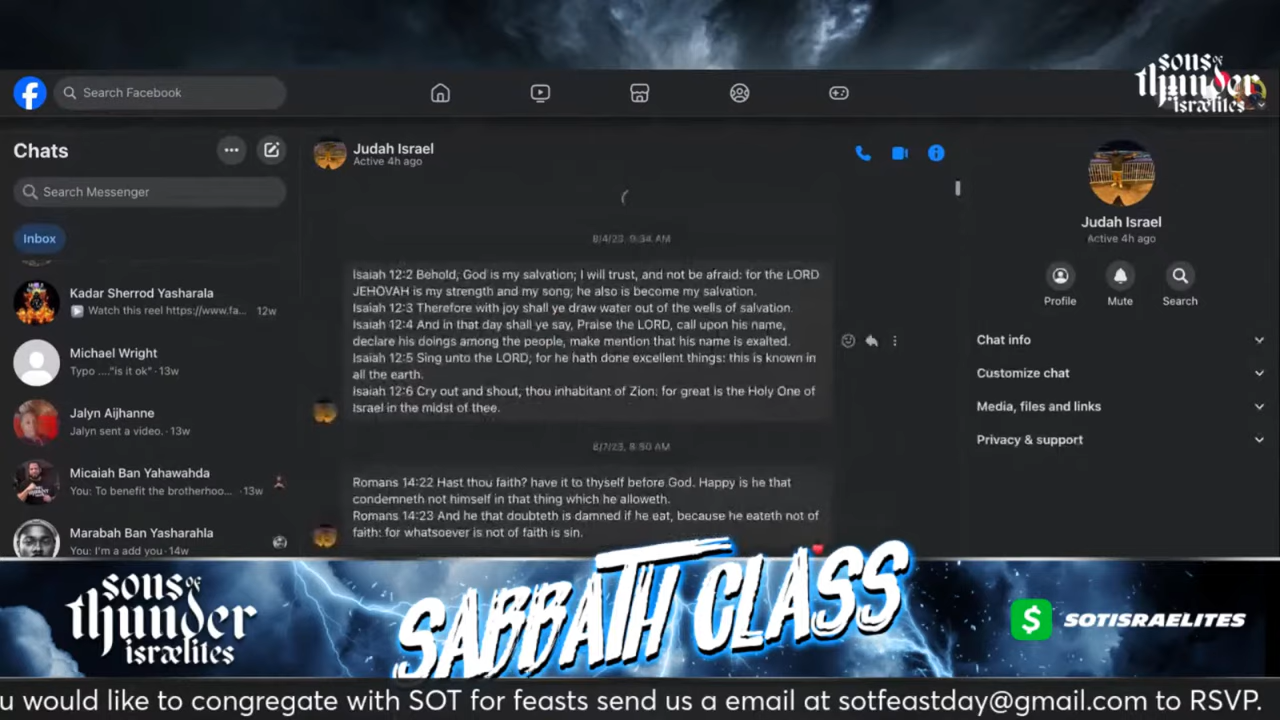 sons of
thunder
israelites
Search Facebook
Chats
Search Messenger
Inbox
Kadar Sherrod Yasharala
Watch this reel https://www.fa... 12w
Michael Wright
Typo ...."is it ok" · 13w
Jalyn Aijhanne
Jalyn sent a video. · 13w
Micaiah Ban Yahawahda
You: To benefit the brotherhoo... · 13w
Marabah Ban Yasharahla
You: I'm a add you · 14w
Judah Israel
Active 4h ago
8/4/23, 9:34 AM
Isaiah 12:2 Behold, God is my salvation; I will trust, and not be afraid: for the LORD
JEHOVAH is my strength and my song; he also is become my salvation.
Isaiah 12:3 Therefore with joy shall ye draw water out of the wells of salvation.
Isaiah 12:4 And in that day shall ye say, Praise the LORD, call upon his name,
declare his doings among the people, make mention that his name is exalted.
Isaiah 12:5 Sing unto the LORD; for he hath done excellent things: this is known in
all the earth.
Isaiah 12:6 Cry out and shout, thou inhabitant of Zion: for great is the Holy One of
Israel in the midst of thee.
8/7/23, 8:50 AM
Romans 14:22 Hast thou faith? have it to thyself before God. Happy is he that
condemneth not himself in that thing which he alloweth.
Romans 14:23 And he that doubteth is damned if he eat, because he eateth not of
faith: for whatsoever is not of faith is sin.
Judah Israel
Active 4h ago
Profile Mute Search
Chat info
Customize chat
Media, files and links
Privacy & support
sons of
thunder
israelites
SABBATH CLASS
$ SOTISRAELITES
u would like to congregate with SOT for feasts send us a email at sotfeastday@gmail.com to RSVP.